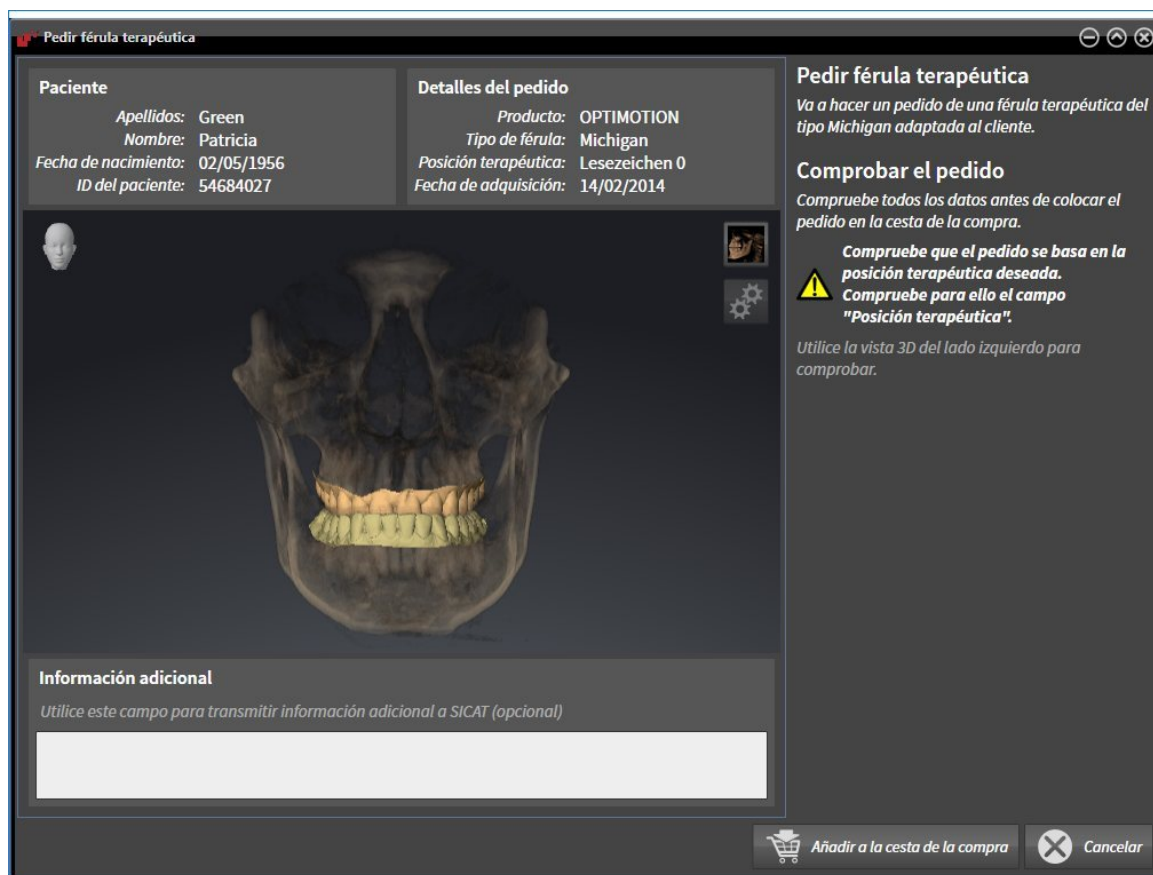 Pedir férula terapéutica
Paciente
Apellidos: Green
Nombre: Patricia
Fecha de nacimiento: 02/05/1956
ID del paciente: 54684027
Detalles del pedido
Producto: OPTIMOTION
Tipo de férula: Michigan
Posición terapéutica: Lesezeichen 0
Fecha de adquisición: 14/02/2014
Información adicional
Utilice este campo para transmitir información adicional a SICAT (opcional)
Pedir férula terapéutica
Va a hacer un pedido de una férula terapéutica del
tipo Michigan adaptada al cliente.
Comprobar el pedido
Compruebe todos los datos antes de colocar el
pedido en la cesta de la compra.
Compruebe que el pedido se basa en la
posición terapéutica deseada.
Compruebe para ello el campo
"Posición terapéutica".
Utilice la vista 3D del lado izquierdo para
comprobar.
Añadir a la cesta de la compra
Cancelar